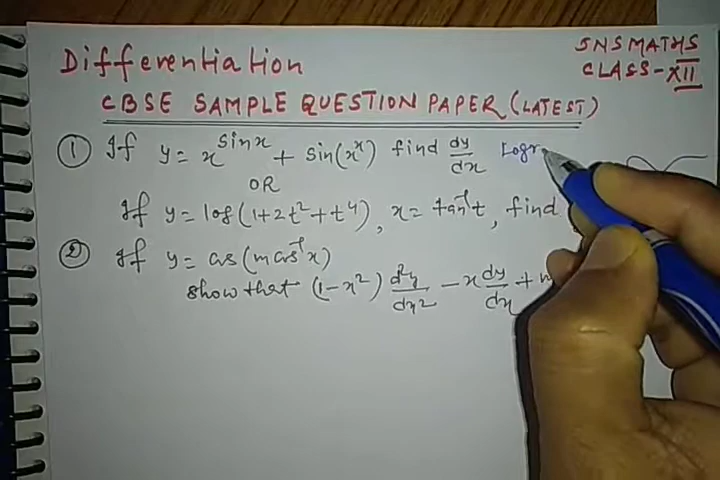 SNS MATHS
CLASS-XII
Differentiation
CBSE SAMPLE QUESTION PAPER (LATEST)
① If y = x^sinx + sin(x^x) find dy/dx Logr
OR
If y = log(1+2t²+t⁴), x = tan⁻¹t, find
② If y = cos(m cos⁻¹x)
show that (1-x²) d²y/dx² - x dy/dx +